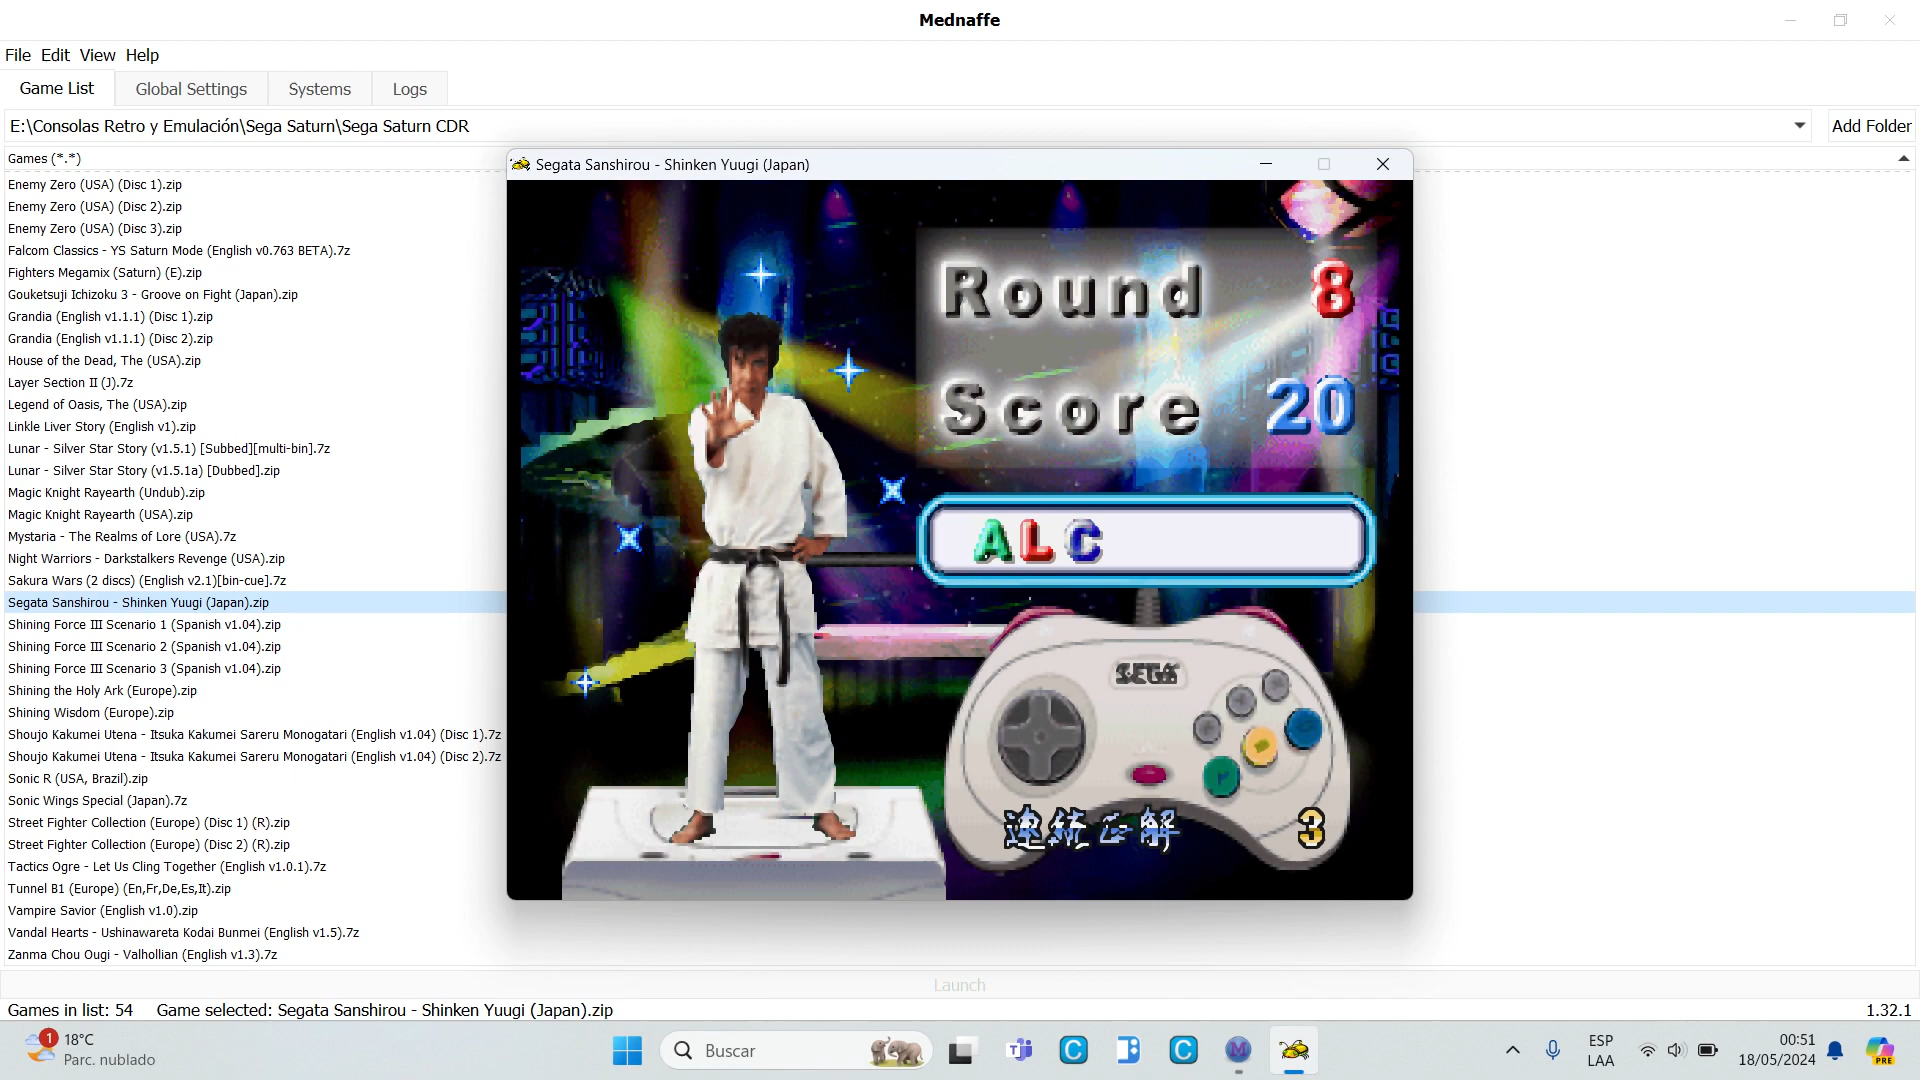 Mednaffe
File Edit View Help
Game List Global Settings Systems Logs
E:\Consolas Retro y Emulación\Sega Saturn\Sega Saturn CDR
Add Folder
Games (*.*)
Enemy Zero (USA) (Disc 1).zip
Enemy Zero (USA) (Disc 2).zip
Enemy Zero (USA) (Disc 3).zip
Falcom Classics - YS Saturn Mode (English v0.763 BETA).7z
Fighters Megamix (Saturn) (E).zip
Gouketsuji Ichizoku 3 - Groove on Fight (Japan).zip
Grandia (English v1.1.1) (Disc 1).zip
Grandia (English v1.1.1) (Disc 2).zip
House of the Dead, The (USA).zip
Layer Section II (J).7z
Legend of Oasis, The (USA).zip
Linkle Liver Story (English v1).zip
Lunar - Silver Star Story (v1.5.1) [Subbed][multi-bin].7z
Lunar - Silver Star Story (v1.5.1a) [Dubbed].zip
Magic Knight Rayearth (Undub).zip
Magic Knight Rayearth (USA).zip
Mystaria - The Realms of Lore (USA).7z
Night Warriors - Darkstalkers Revenge (USA).zip
Sakura Wars (2 discs) (English v2.1)[bin-cue].7z
Segata Sanshirou - Shinken Yuugi (Japan).zip
Shining Force III Scenario 1 (Spanish v1.04).zip
Shining Force III Scenario 2 (Spanish v1.04).zip
Shining Force III Scenario 3 (Spanish v1.04).zip
Shining the Holy Ark (Europe).zip
Shining Wisdom (Europe).zip
Shoujo Kakumei Utena - Itsuka Kakumei Sareru Monogatari (English v1.04) (Disc 1).7z
Shoujo Kakumei Utena - Itsuka Kakumei Sareru Monogatari (English v1.04) (Disc 2).7z
Sonic R (USA, Brazil).zip
Sonic Wings Special (Japan).7z
Street Fighter Collection (Europe) (Disc 1) (R).zip
Street Fighter Collection (Europe) (Disc 2) (R).zip
Tactics Ogre - Let Us Cling Together (English v1.0.1).7z
Tunnel B1 (Europe) (En,Fr,De,Es,It).zip
Vampire Savior (English v1.0).zip
Vandal Hearts - Ushinawareta Kodai Bunmei (English v1.5).7z
Zanma Chou Ougi - Valhollian (English v1.3).7z
Segata Sanshirou - Shinken Yuugi (Japan)
Round 8
Score 20
ALC
SEGA
連続正解 3
Launch
Games in list: 54 Game selected: Segata Sanshirou - Shinken Yuugi (Japan).zip
1.32.1
1
18°C
Parc. nublado
Buscar
ESP
LAA
00:51
18/05/2024
PRE